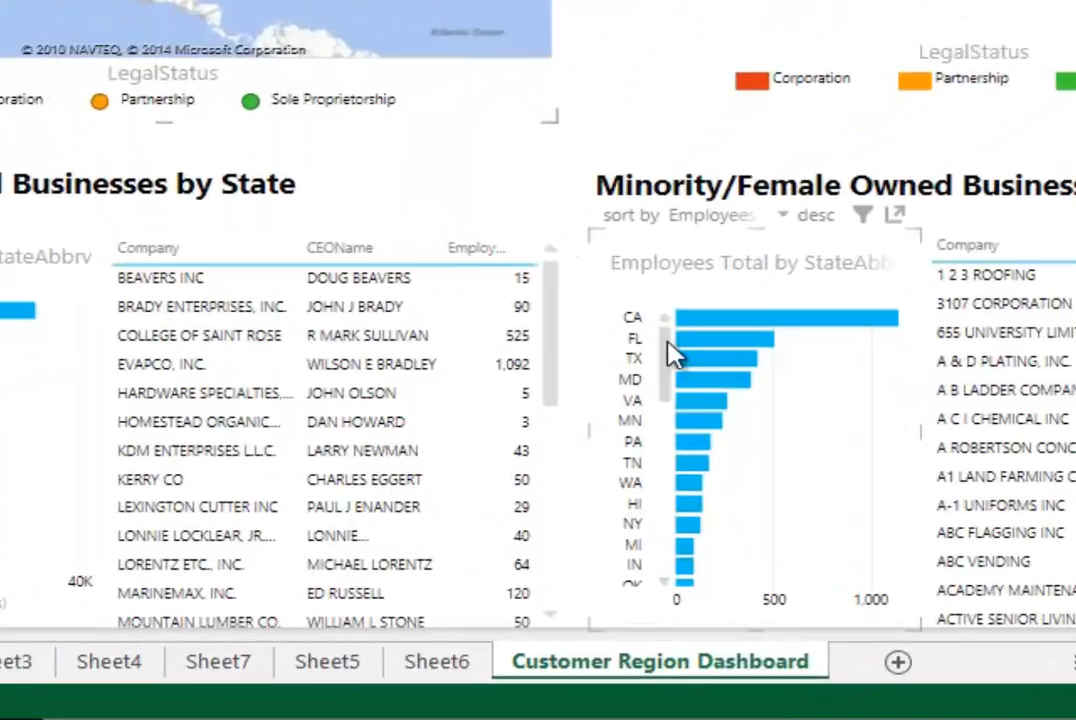 Atlantic Ocean
© 2010 NAVTEQ, © 2014 Microsoft Corporation
LegalStatus
oration Partnership Sole Proprietorship
LegalStatus
Corporation Partnership
Businesses by State
tateAbbrv
Company CEOName Employ...
BEAVERS INC DOUG BEAVERS 15
BRADY ENTERPRISES, INC. JOHN J BRADY 90
COLLEGE OF SAINT ROSE R MARK SULLIVAN 525
EVAPCO, INC. WILSON E BRADLEY 1,092
HARDWARE SPECIALTIES,... JOHN OLSON 5
HOMESTEAD ORGANIC... DAN HOWARD 3
KDM ENTERPRISES L.L.C. LARRY NEWMAN 43
KERRY CO CHARLES EGGERT 50
LEXINGTON CUTTER INC PAUL J ENANDER 29
LONNIE LOCKLEAR, JR.... LONNIE... 40
LORENTZ ETC., INC. MICHAEL LORENTZ 64
MARINEMAX, INC. ED RUSSELL 120
MOUNTAIN LUMBER CO. WILLIAM L STONE 50
40K
Minority/Female Owned Business
sort by Employees desc
Employees Total by StateAbb
CA
FL
TX
MD
VA
MN
PA
TN
WA
HI
NY
MI
IN
OK
0 500 1,000
Company
1 2 3 ROOFING
3107 CORPORATION
655 UNIVERSITY LIMI
A & D PLATING, INC.
A B LADDER COMPAN
A C I CHEMICAL INC
A ROBERTSON CONC
A1 LAND FARMING C
A-1 UNIFORMS INC
ABC FLAGGING INC
ABC VENDING
ACADEMY MAINTENA
ACTIVE SENIOR LIVIN
eet3 Sheet4 Sheet7 Sheet5 Sheet6 Customer Region Dashboard